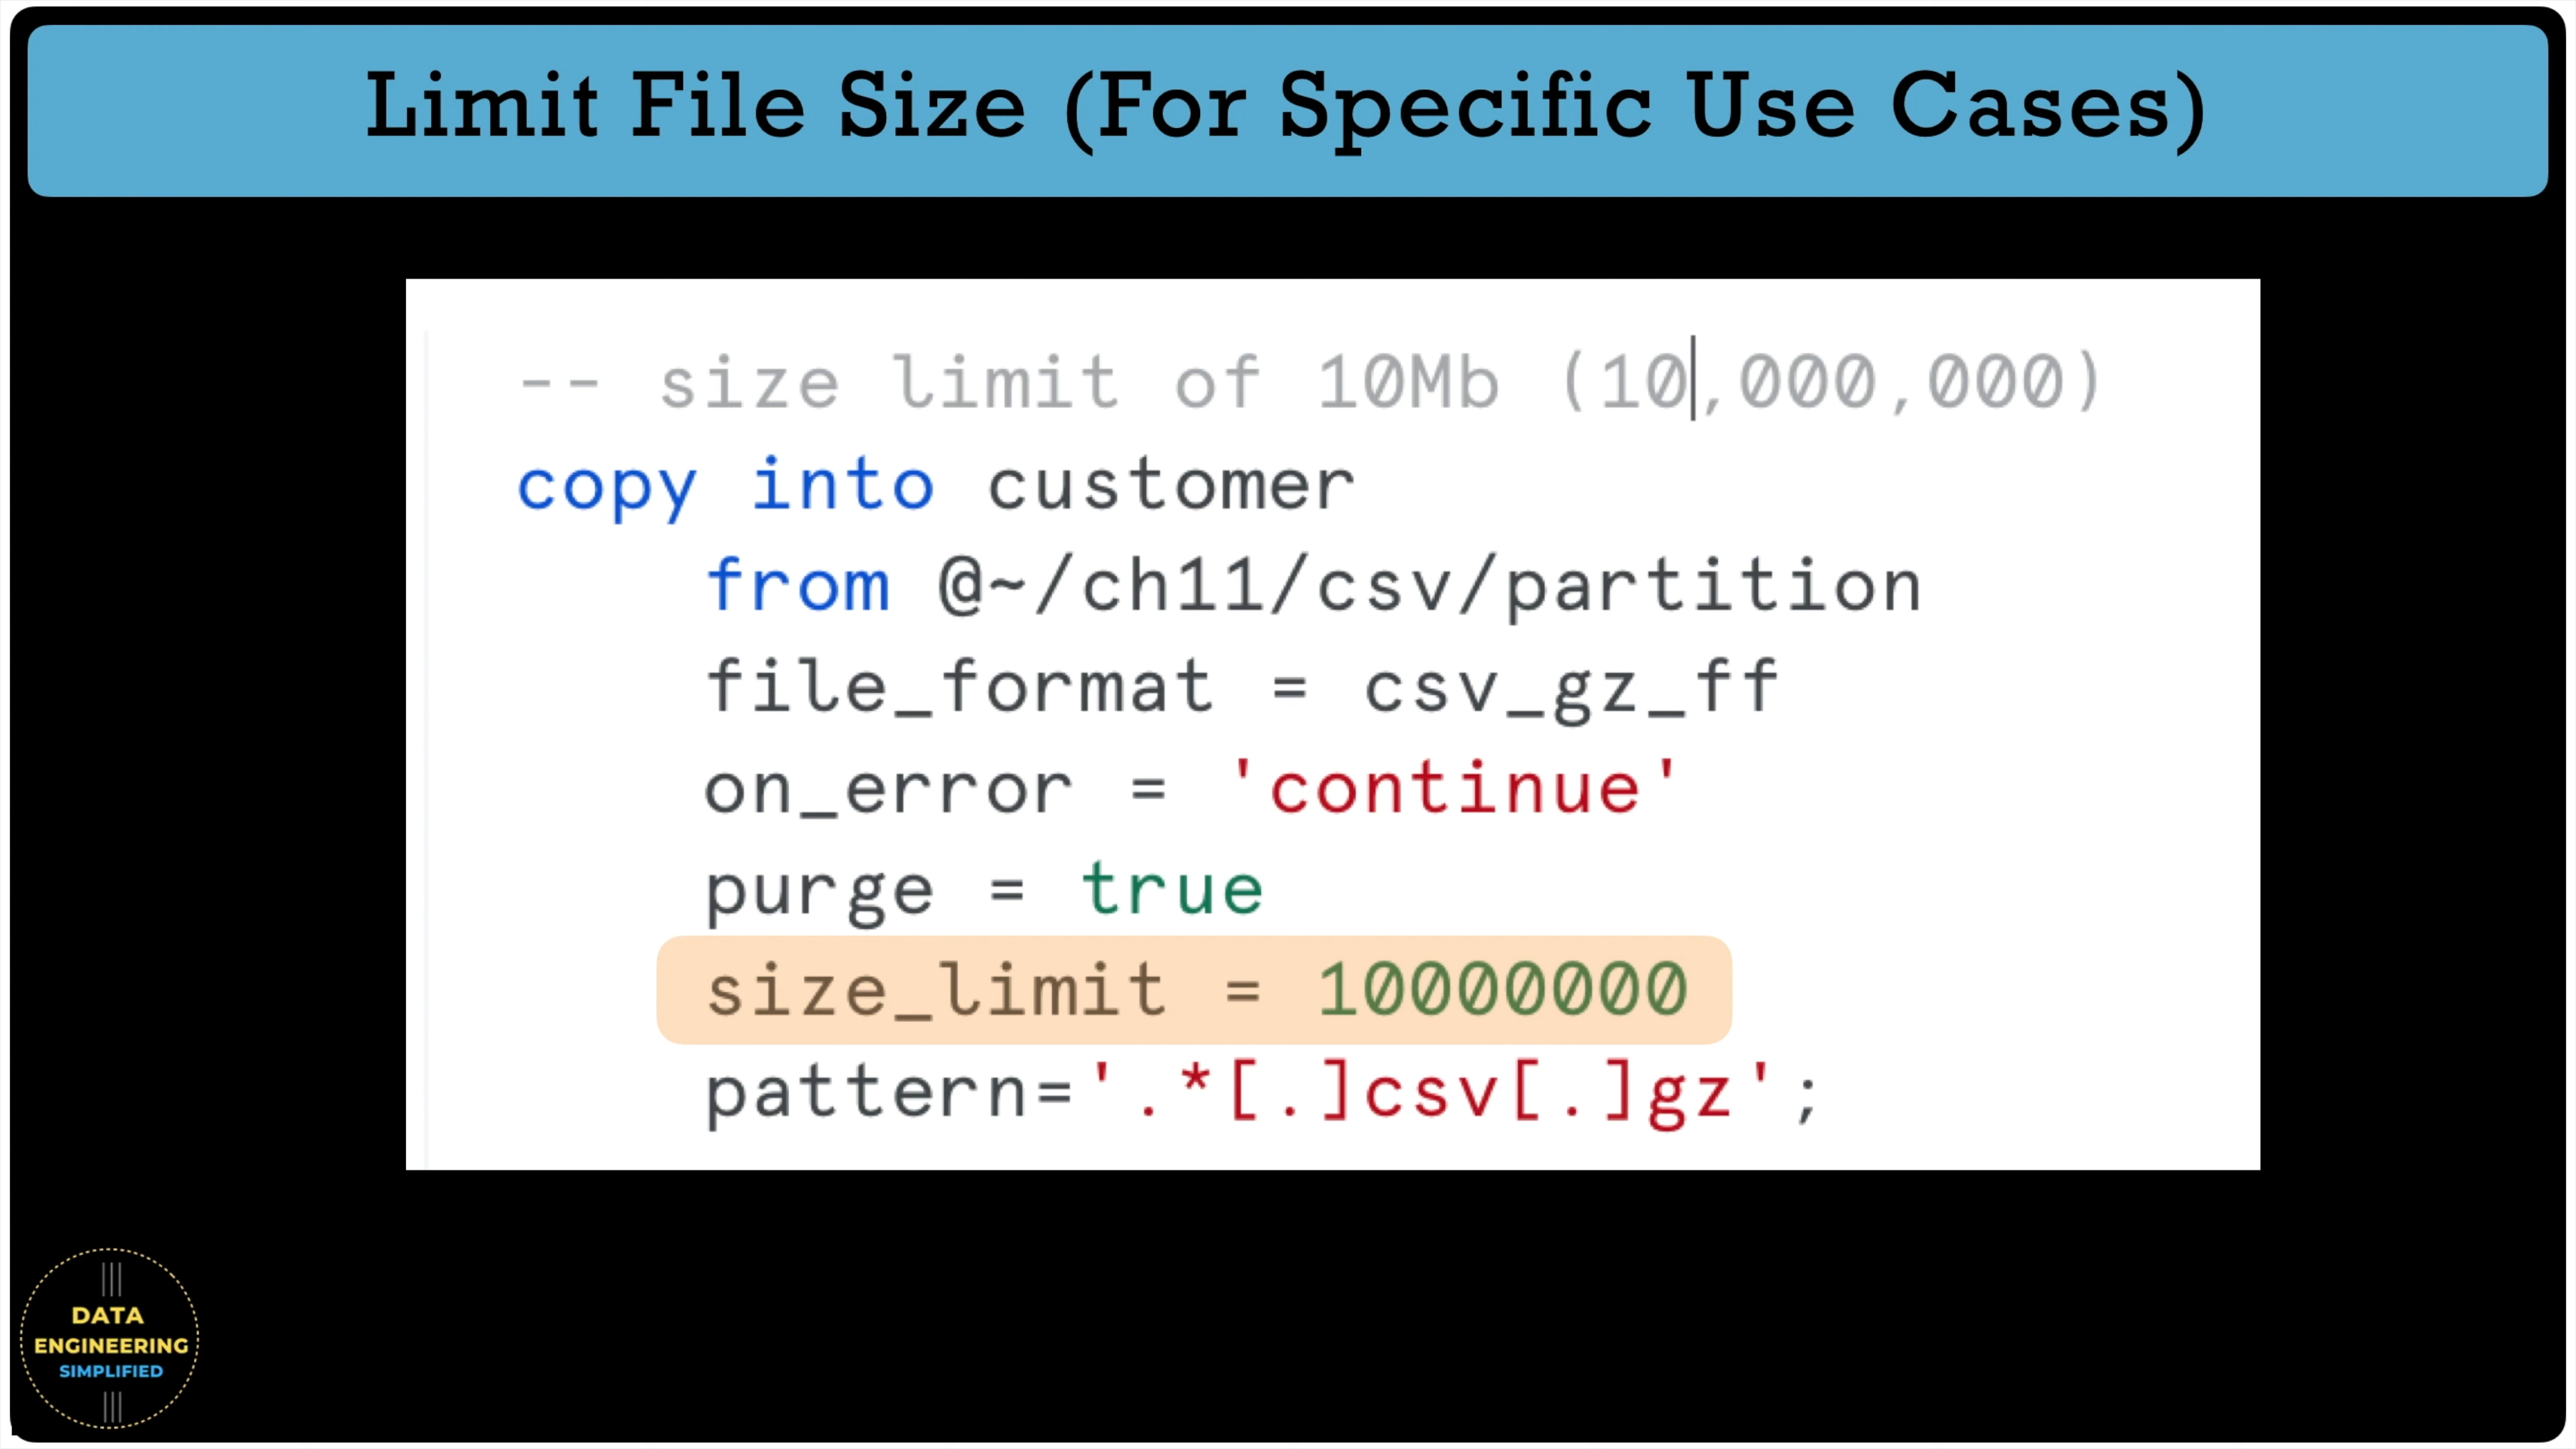 Limit File Size (For Specific Use Cases)
-- size limit of 10Mb (10,000,000)
copy into customer
from @~/ch11/csv/partition
file_format = csv_gz_ff
on_error = 'continue'
purge = true
size_limit = 10000000
pattern='.*[.]csv[.]gz';
DATA
ENGINEERING
SIMPLIFIED